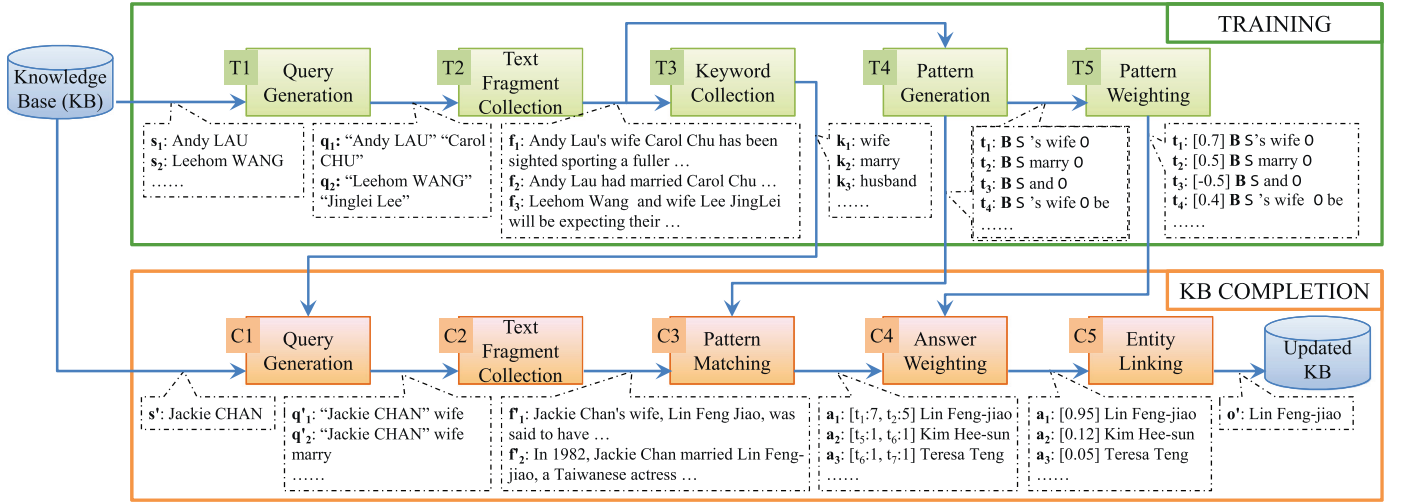 TRAINING
Knowledge
Base (KB)
T1
Query
Generation
T2
Text
Fragment
Collection
T3
Keyword
Collection
T4
Pattern
Generation
T5
Pattern
Weighting
s1: Andy LAU
s2: Leehom WANG
……
q1: “Andy LAU” “Carol
CHU”
q2: “Leehom WANG”
“Jinglei Lee”
f1: Andy Lau's wife Carol Chu has been
sighted sporting a fuller …
f2: Andy Lau had married Carol Chu …
f3: Leehom Wang and wife Lee JingLei
will be expecting their …
k1: wife
k2: marry
k3: husband
……
t1: B S 's wife O
t2: B S marry O
t3: B S and O
t4: B S 's wife O be
……
t1: [0.7] B S 's wife O
t2: [0.5] B S marry O
t3: [-0.5] B S and O
t4: [0.4] B S 's wife O be
……
KB COMPLETION
C1
Query
Generation
C2
Text
Fragment
Collection
C3
Pattern
Matching
C4
Answer
Weighting
C5
Entity
Linking
Updated
KB
s': Jackie CHAN
q'1: “Jackie CHAN” wife
q'2: “Jackie CHAN” wife
marry
……
f'1: Jackie Chan's wife, Lin Feng Jiao, was
said to have …
f'2: In 1982, Jackie Chan married Lin Feng-
jiao, a Taiwanese actress …
a1: [t1:7, t2:5] Lin Feng-jiao
a2: [t5:1, t6:1] Kim Hee-sun
a3: [t6:1, t7:1] Teresa Teng
……
a1: [0.95] Lin Feng-jiao
a2: [0.12] Kim Hee-sun
a3: [0.05] Teresa Teng
……
o': Lin Feng-jiao